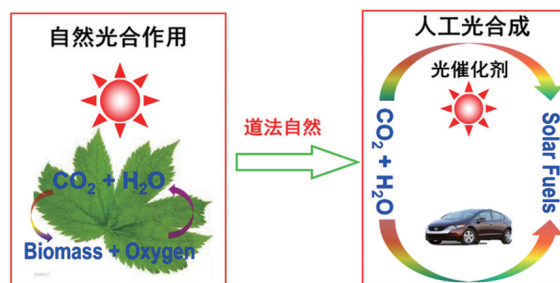 自然光合作用
CO2 + H2O
Biomass + Oxygen
道法自然
人工光合成
光催化剂
CO2 + H2O
Solar Fuels